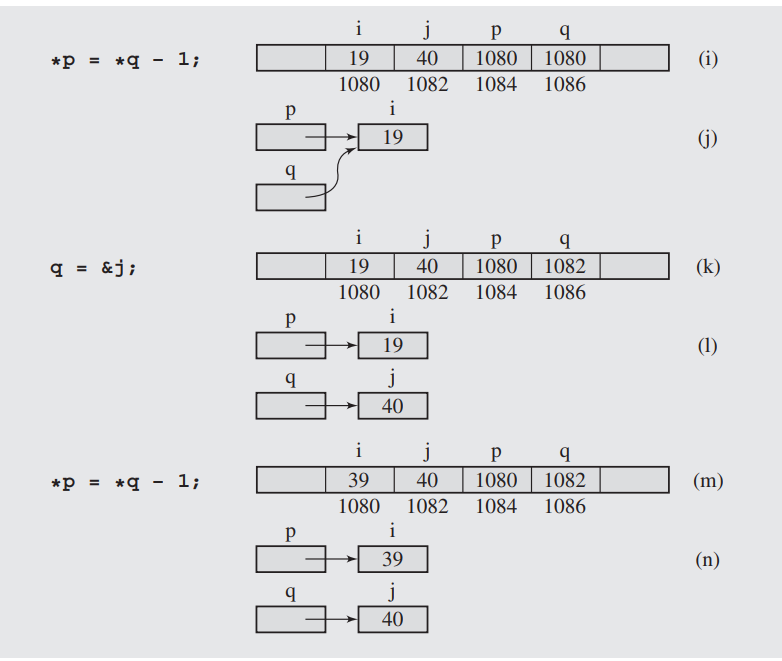 i j p q
*p = *q - 1; 19 40 1080 1080 (i)
1080 1082 1084 1086
p i
19 (j)
q
i j p q
q = &j; 19 40 1080 1082 (k)
1080 1082 1084 1086
p i
19 (l)
q j
40
i j p q
*p = *q - 1; 39 40 1080 1082 (m)
1080 1082 1084 1086
p i
39 (n)
q j
40